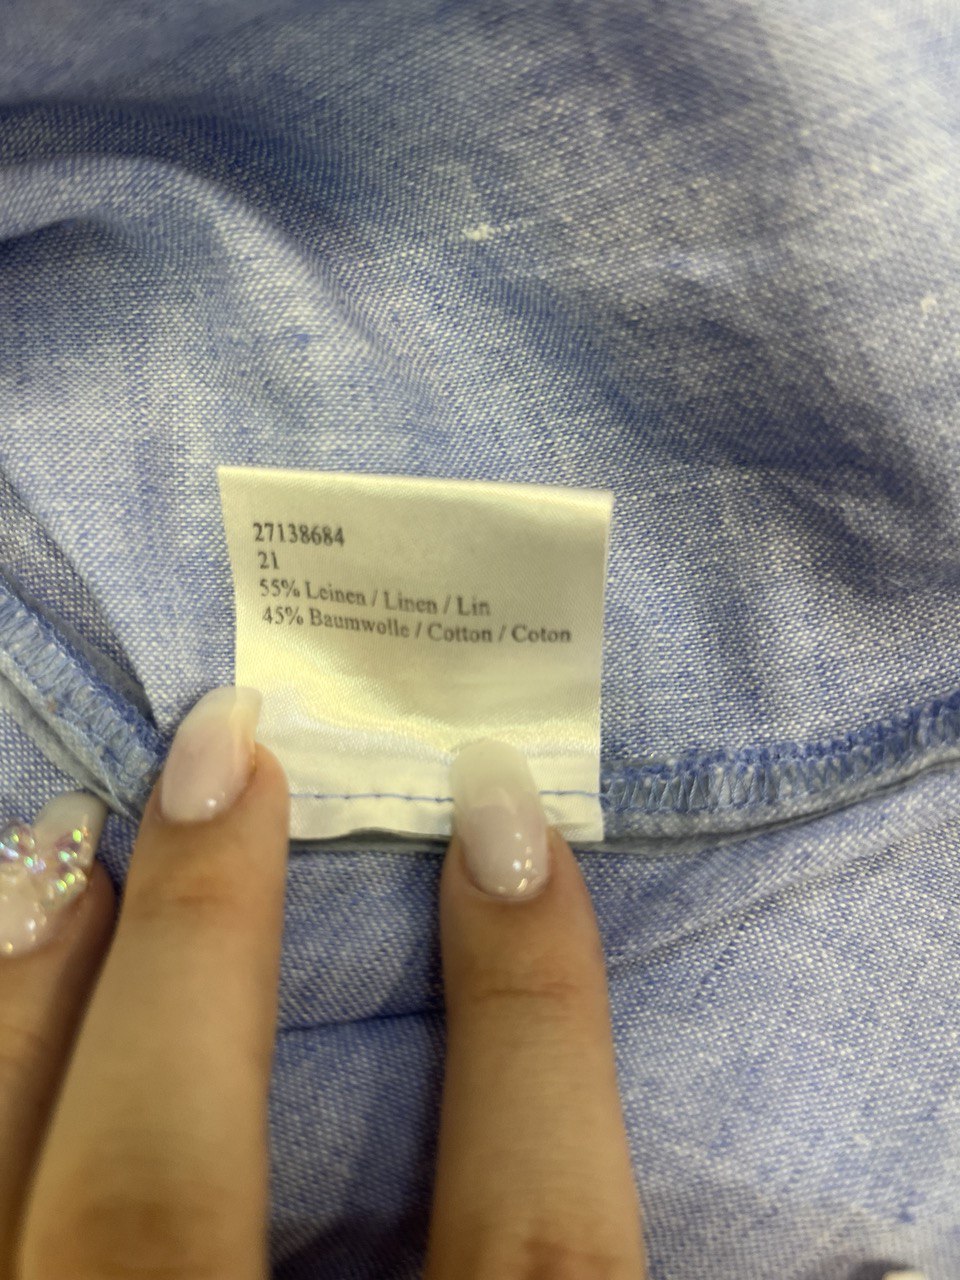 27138684
21
55% Leinen / Linen / Lin
45% Baumwolle / Cotton / Coton